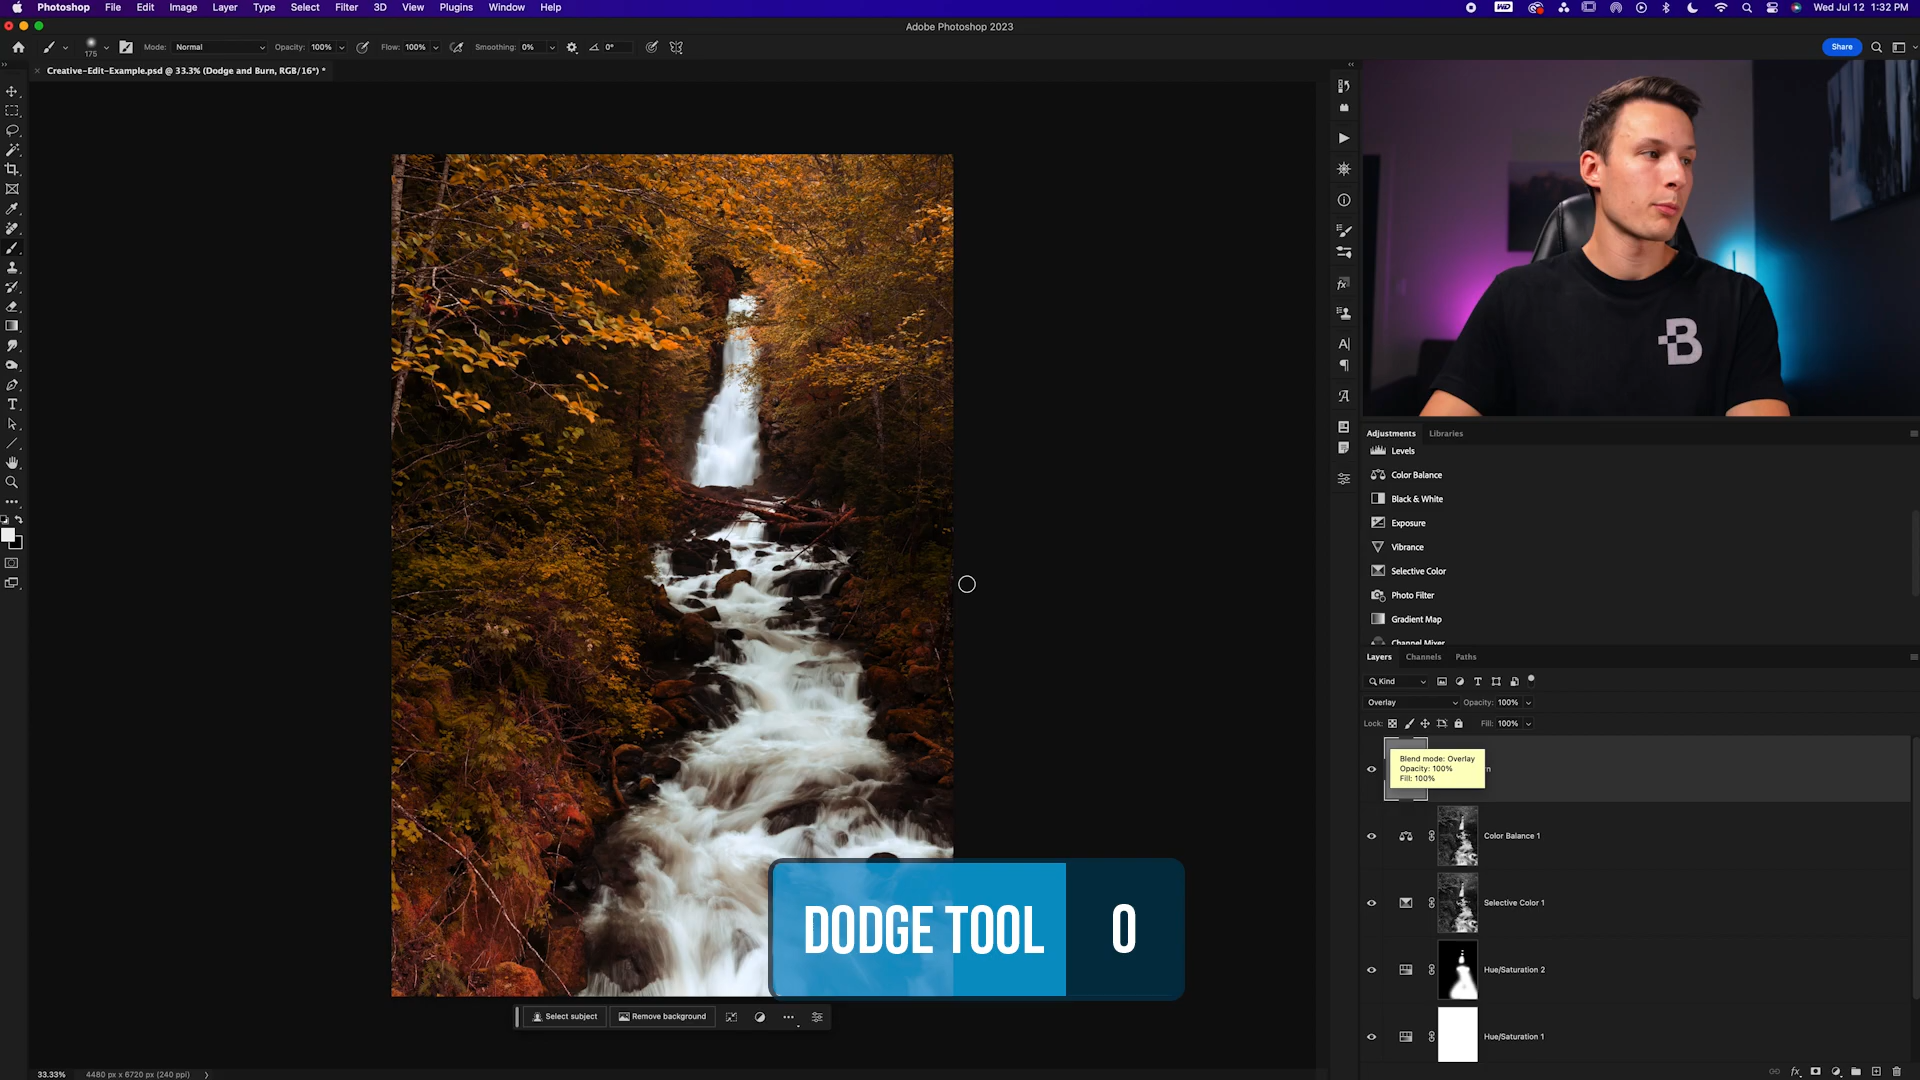 Photoshop File Edit Image Layer Type Select Filter 3D View Plugins Window Help
WD
Wed Jul 12 1:32 PM
Adobe Photoshop 2023
175
Mode: Normal
Opacity: 100%
Flow: 100%
Smoothing: 0%
0°
Share
Creative-Edit-Example.psd @ 33.3% (Dodge and Burn, RGB/16*) *
B
Adjustments Libraries
Levels
Color Balance
Black & White
Exposure
Vibrance
Selective Color
Photo Filter
Gradient Map
Channel Mixer
Layers Channels Paths
Kind
Overlay
Opacity: 100%
Lock:
Fill: 100%
Blend mode: Overlay
Opacity: 100%
Fill: 100%
Color Balance 1
Selective Color 1
Hue/Saturation 2
Hue/Saturation 1
DODGE TOOL O
Select subject Remove background
33.33% 4480 px x 6720 px (240 ppi)